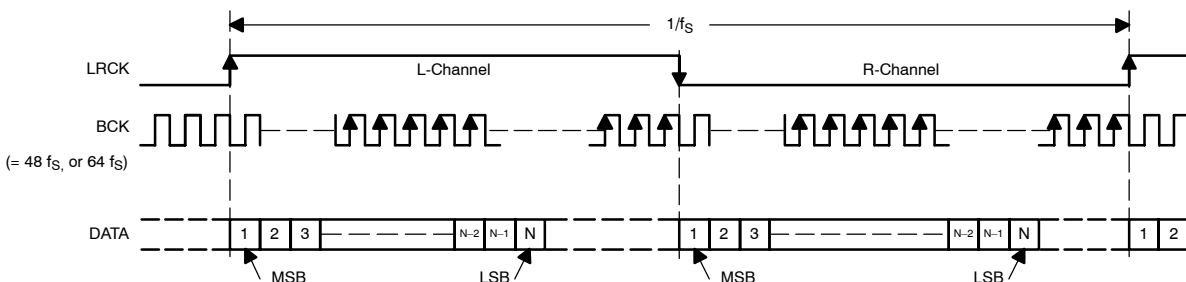 1/fS
LRCK
L-Channel
R-Channel
BCK
(= 48 fS, or 64 fS)
DATA
1 2 3 N–2 N–1 N 1 2 3 N–2 N–1 N 1 2
MSB LSB MSB LSB